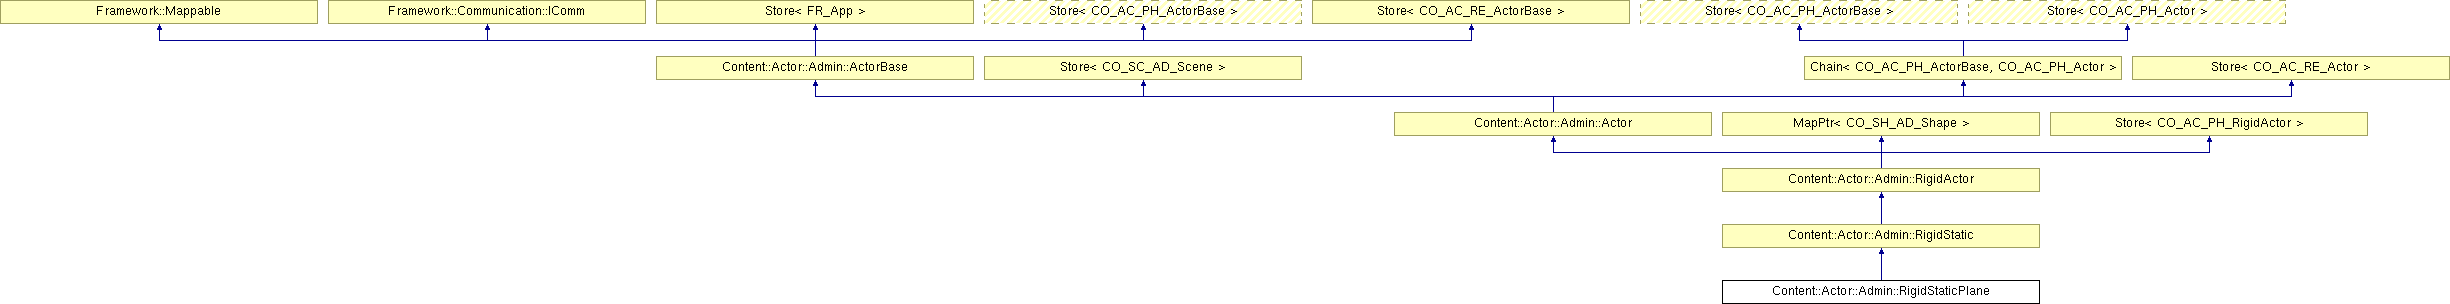 Framework::Mappable
Framework::Communication::IComm
Store< FR_App >
Store< CO_AC_PH_ActorBase >
Store< CO_AC_RE_ActorBase >
Store< CO_AC_PH_ActorBase >
Store< CO_AC_PH_Actor >
Content::Actor::Admin::ActorBase
Store< CO_SC_AD_Scene >
Chain< CO_AC_PH_ActorBase, CO_AC_PH_Actor >
Store< CO_AC_RE_Actor >
Content::Actor::Admin::Actor
MapPtr< CO_SH_AD_Shape >
Store< CO_AC_PH_RigidActor >
Content::Actor::Admin::RigidActor
Content::Actor::Admin::RigidStatic
Content::Actor::Admin::RigidStaticPlane